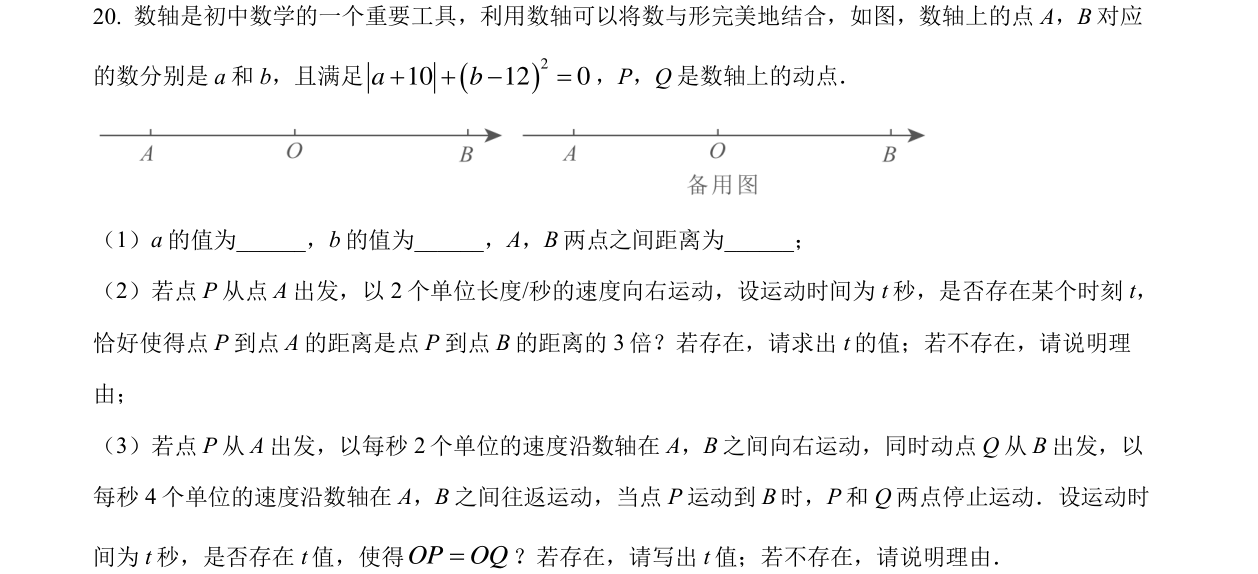 20. 数轴是初中数学的一个重要工具，利用数轴可以将数与形完美地结合，如图，数轴上的点 A，B 对应
的数分别是 a 和 b，且满足|a+10|+(b−12)²=0，P，Q 是数轴上的动点．
A O B A O B
备用图
（1）a 的值为______，b 的值为______，A，B 两点之间距离为______；
（2）若点 P 从点 A 出发，以 2 个单位长度/秒的速度向右运动，设运动时间为 t 秒，是否存在某个时刻 t，
恰好使得点 P 到点 A 的距离是点 P 到点 B 的距离的 3 倍？若存在，请求出 t 的值；若不存在，请说明理
由；
（3）若点 P 从 A 出发，以每秒 2 个单位的速度沿数轴在 A，B 之间向右运动，同时动点 Q 从 B 出发，以
每秒 4 个单位的速度沿数轴在 A，B 之间往返运动，当点 P 运动到 B 时，P 和 Q 两点停止运动．设运动时
间为 t 秒，是否存在 t 值，使得 OP=OQ？若存在，请写出 t 值；若不存在，请说明理由．